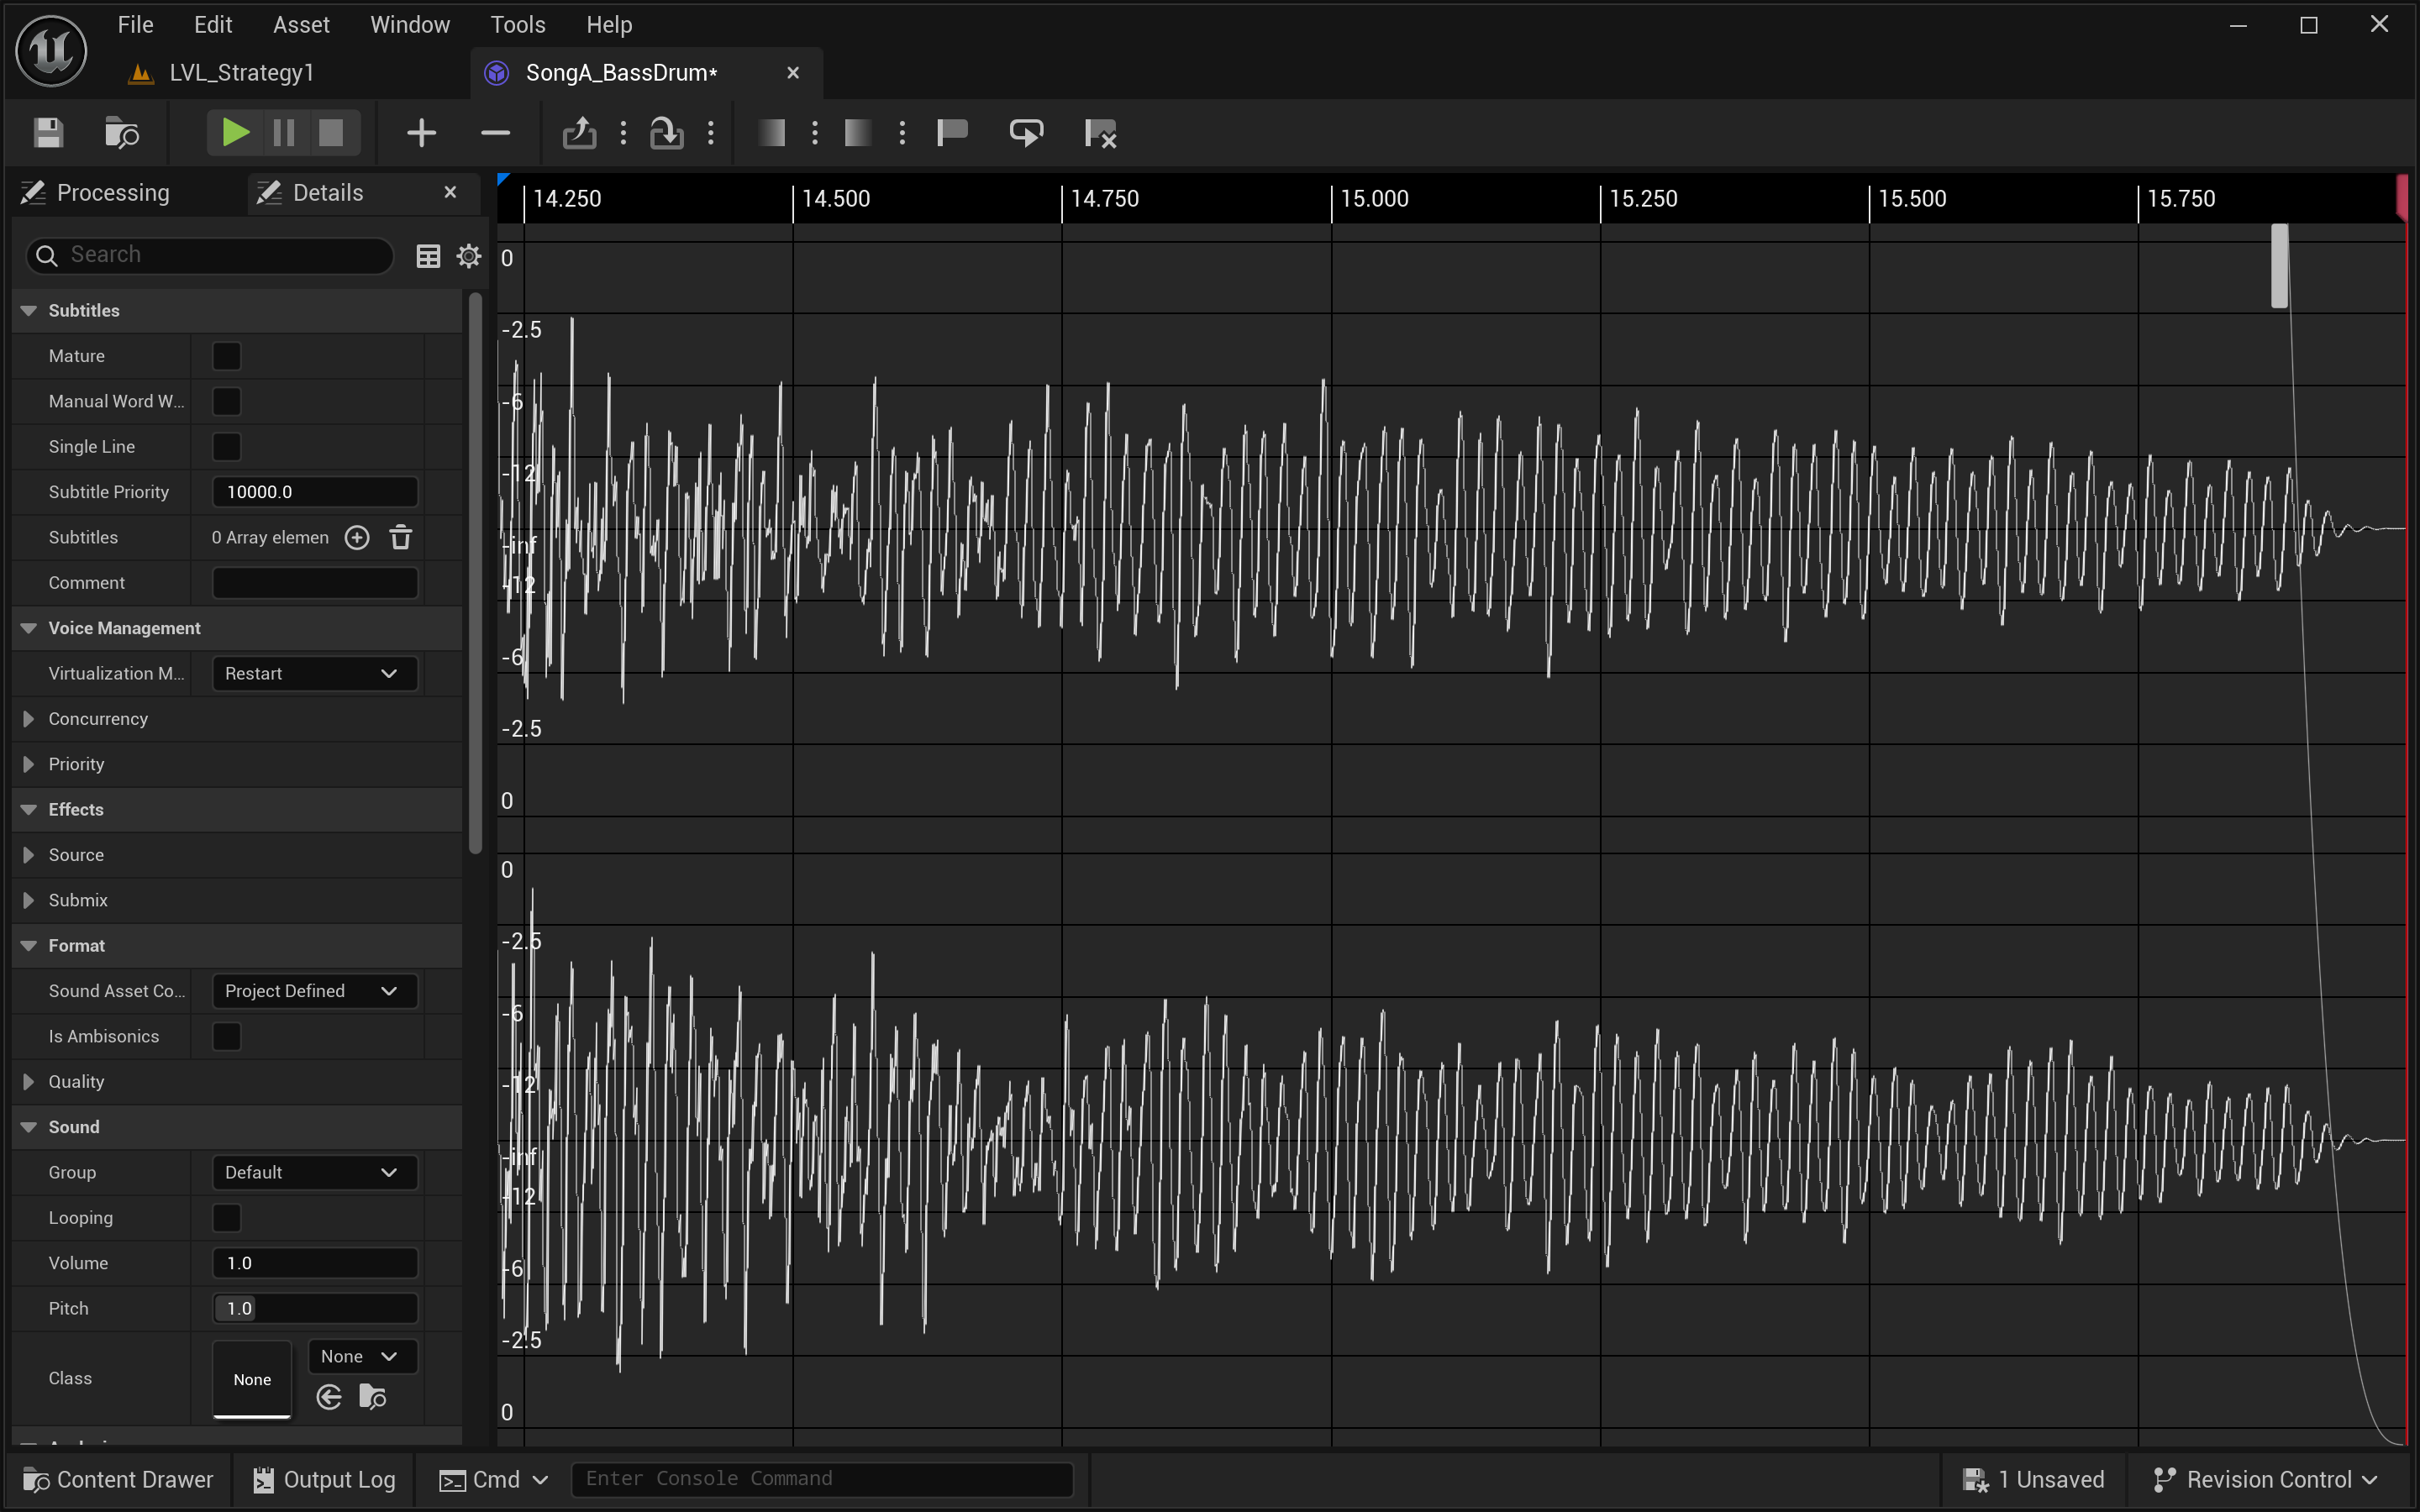 File Edit Asset Window Tools Help
LVL_Strategy1 SongA_BassDrum*
Processing Details
Search
Subtitles
Mature
Manual Word W...
Single Line
Subtitle Priority 10000.0
Subtitles 0 Array elemen
Comment
Voice Management
Virtualization M... Restart
Concurrency
Priority
Effects
Source
Submix
Format
Sound Asset Co... Project Defined
Is Ambisonics
Quality
Sound
Group Default
Looping
Volume 1.0
Pitch 1.0
Class None None
14.250 14.500 14.750 15.000 15.250 15.500 15.750
0
-2.5
-6
-12
-inf
-12
-6
-2.5
0
0
-2.5
-6
-12
-inf
-12
-6
-2.5
0
Content Drawer Output Log Cmd Enter Console Command 1 Unsaved Revision Control